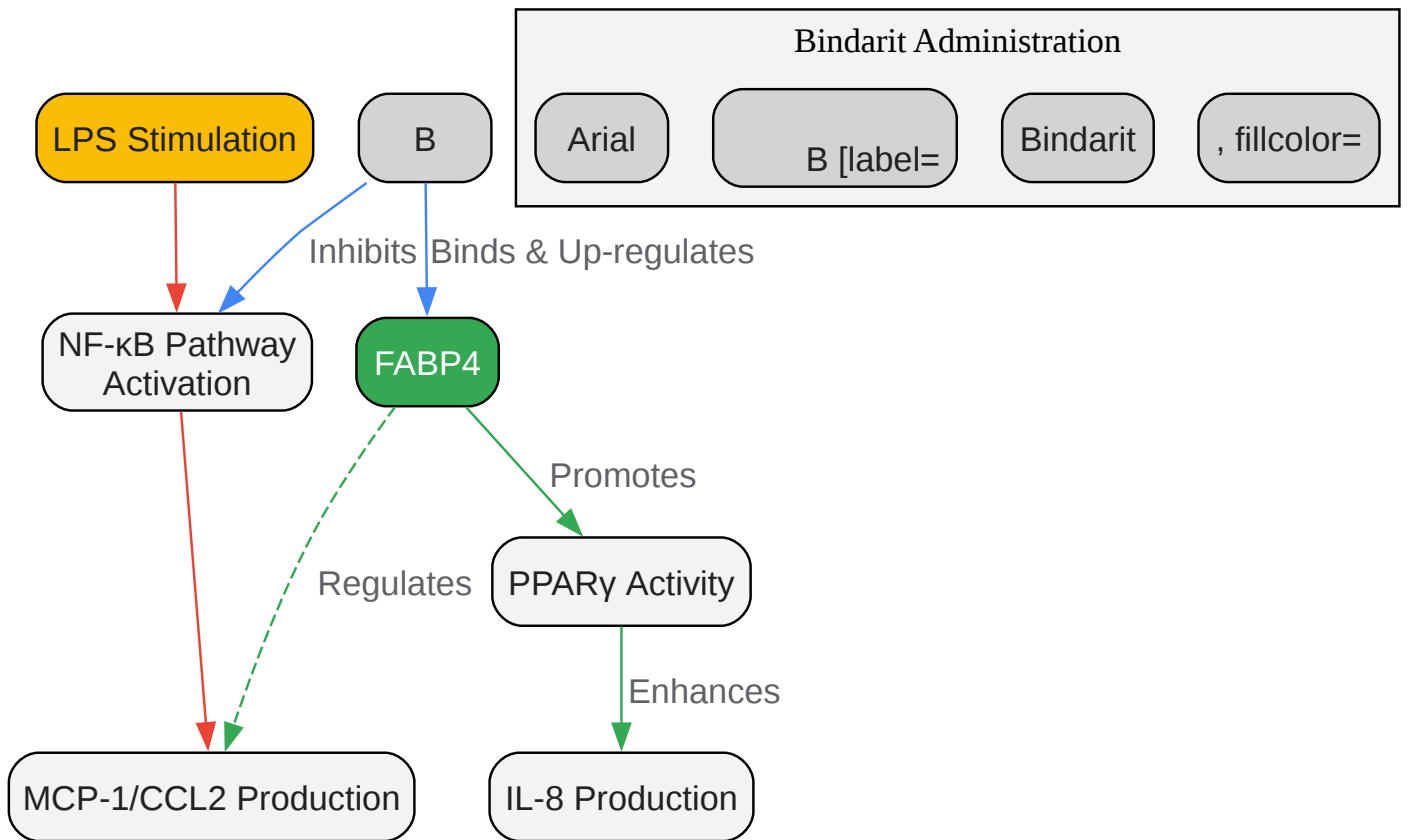 Bindarit Administration
LPS Stimulation
B
Arial
B [label=
Bindarit
, fillcolor=
Inhibits
Binds & Up-regulates
NF-κB Pathway
Activation
FABP4
Promotes
Regulates
PPARγ Activity
Enhances
MCP-1/CCL2 Production
IL-8 Production